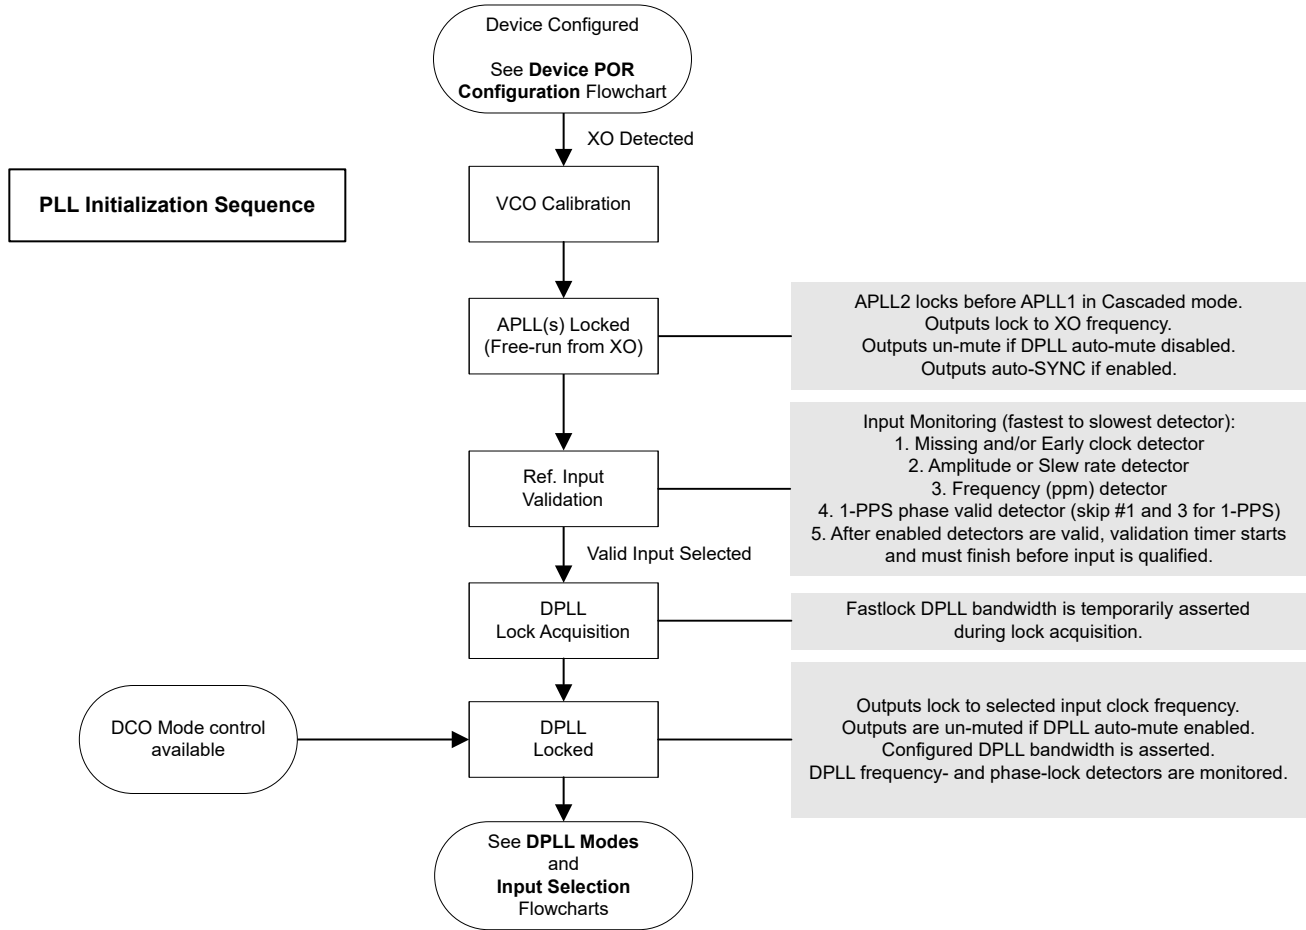 Device Configured
See Device POR
Configuration Flowchart
XO Detected
PLL Initialization Sequence
VCO Calibration
APLL(s) Locked
(Free-run from XO)
APLL2 locks before APLL1 in Cascaded mode.
Outputs lock to XO frequency.
Outputs un-mute if DPLL auto-mute disabled.
Outputs auto-SYNC if enabled.
Ref. Input
Validation
Input Monitoring (fastest to slowest detector):
1. Missing and/or Early clock detector
2. Amplitude or Slew rate detector
3. Frequency (ppm) detector
4. 1-PPS phase valid detector (skip #1 and 3 for 1-PPS)
5. After enabled detectors are valid, validation timer starts
and must finish before input is qualified.
Valid Input Selected
DPLL
Lock Acquisition
Fastlock DPLL bandwidth is temporarily asserted
during lock acquisition.
DCO Mode control
available
DPLL
Locked
Outputs lock to selected input clock frequency.
Outputs are un-muted if DPLL auto-mute enabled.
Configured DPLL bandwidth is asserted.
DPLL frequency- and phase-lock detectors are monitored.
See DPLL Modes
and
Input Selection
Flowcharts